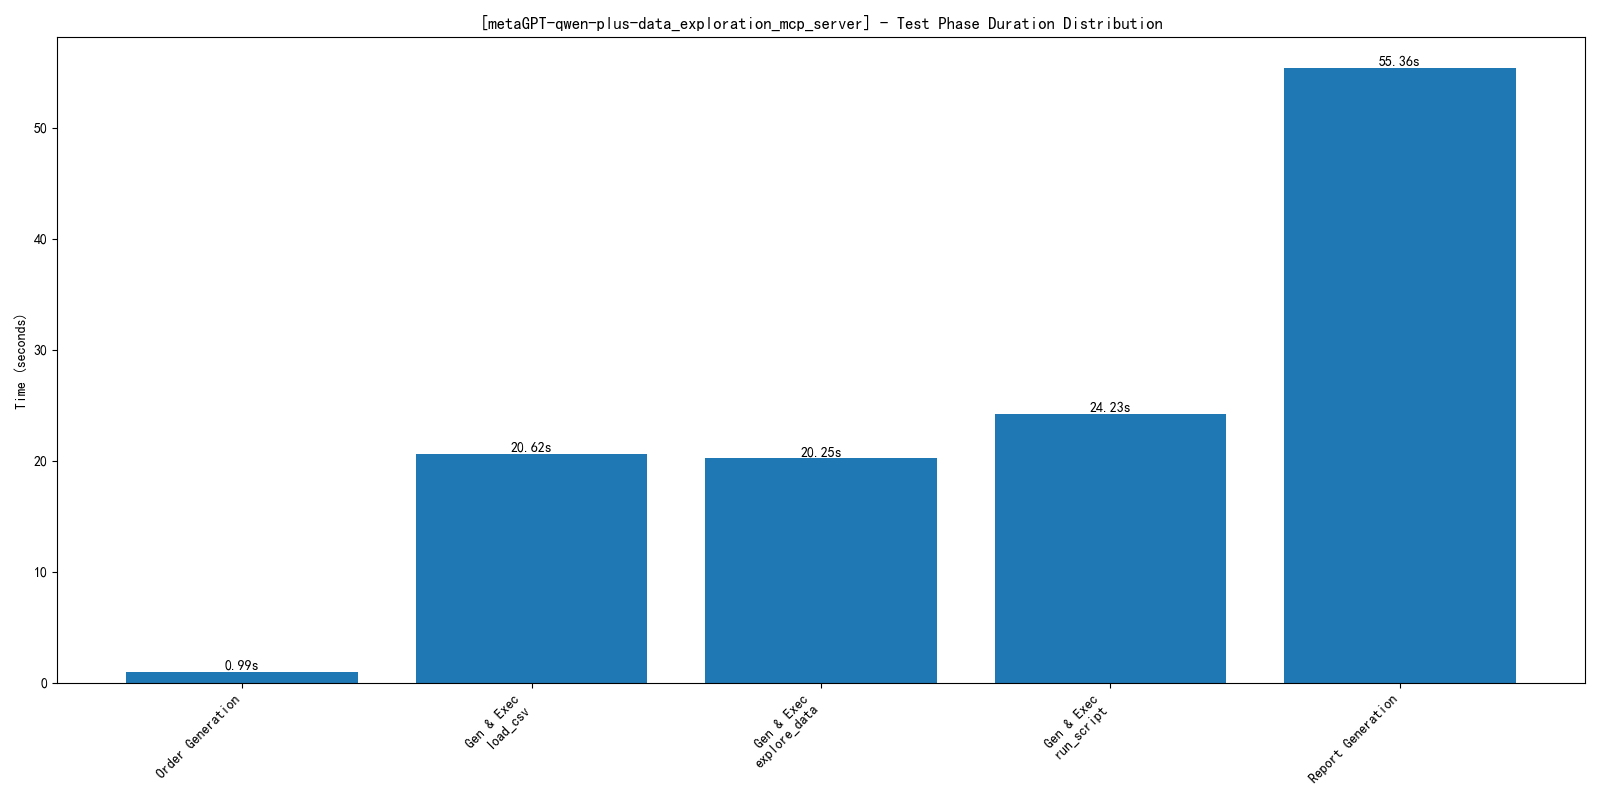 [metaGPT-qwen-plus-data_exploration_mcp_server] - Test Phase Duration Distribution
Time (seconds)
50
40
30
20
10
0
0.99s
20.62s
20.25s
24.23s
55.36s
Order Generation
Gen & Exec
load_csv
Gen & Exec
explore_data
Gen & Exec
run_script
Report Generation